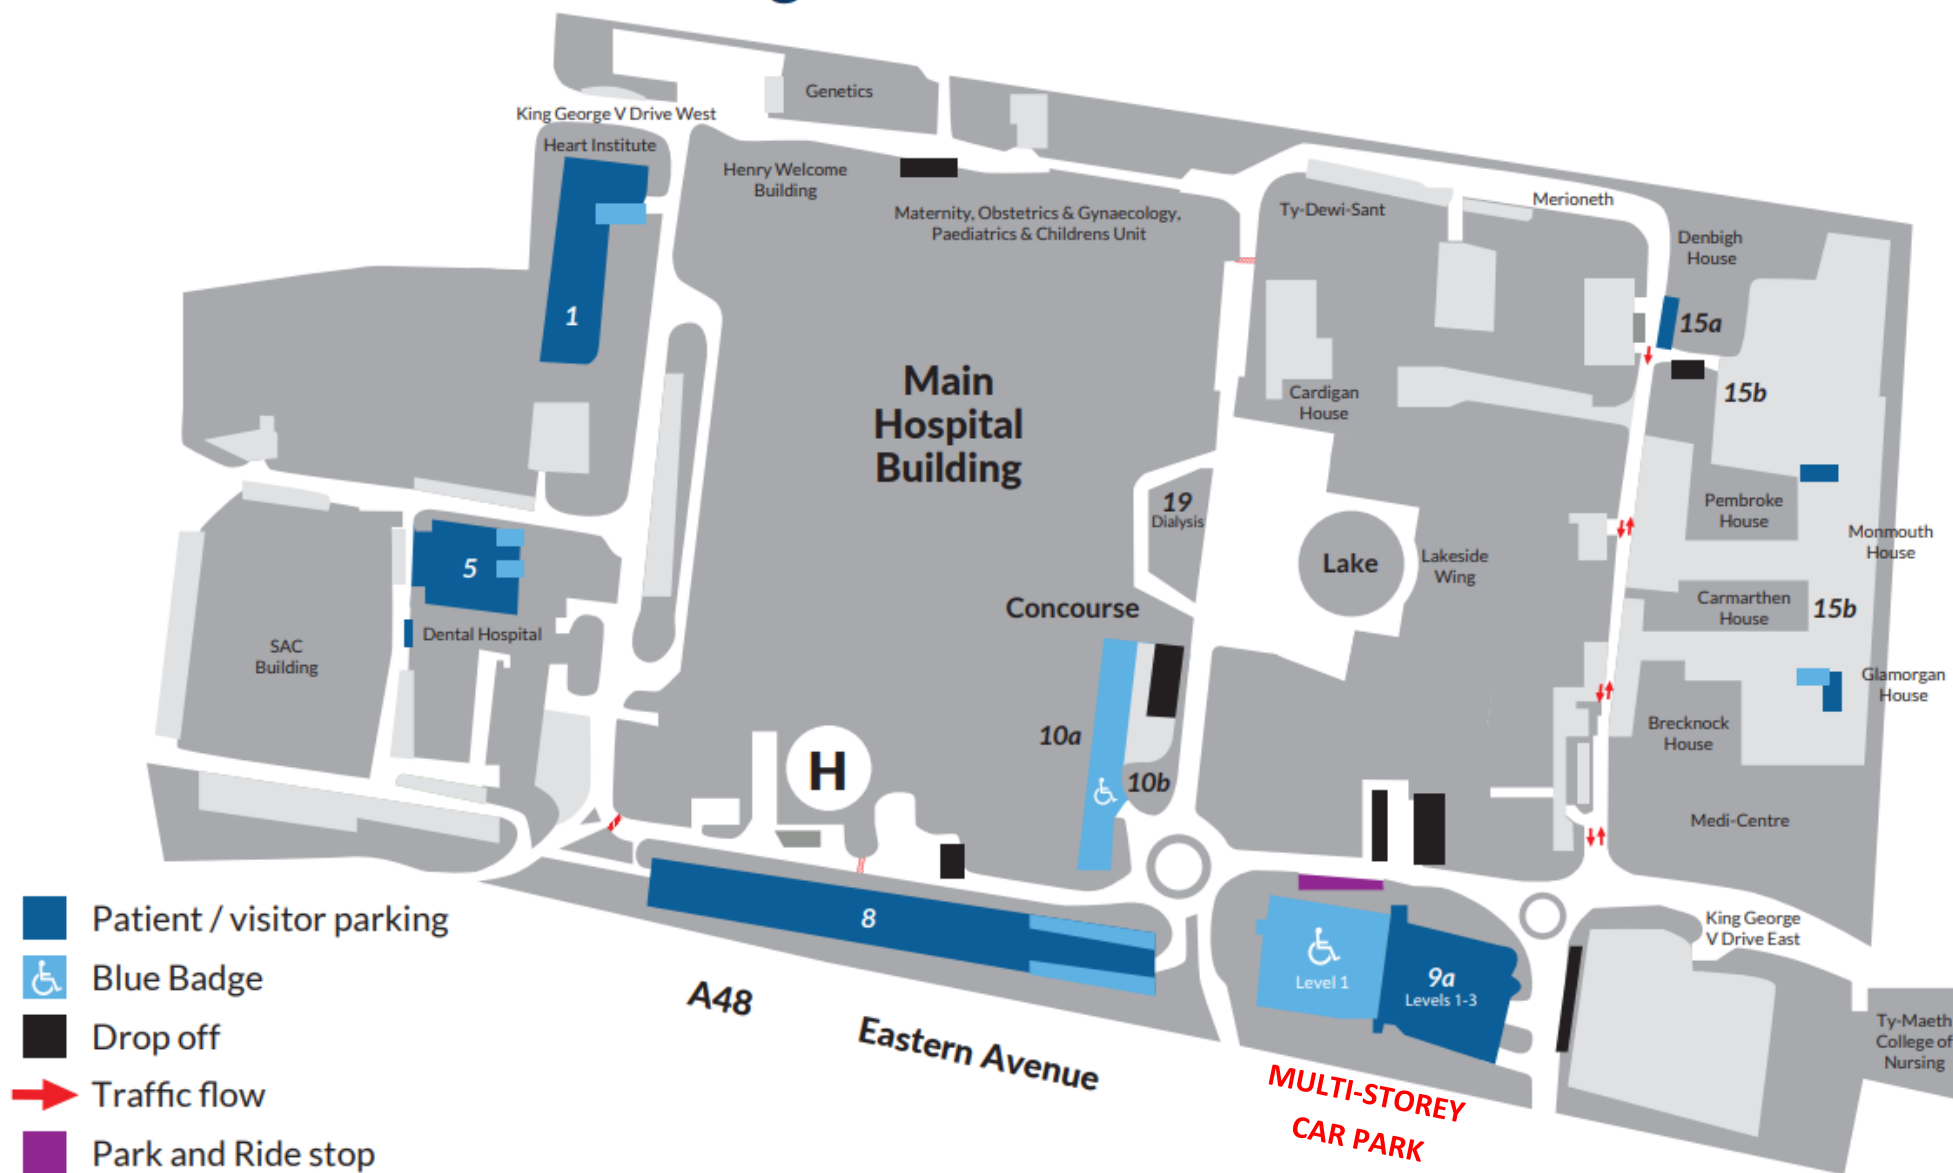 Genetics
King George V Drive West
Heart Institute
Henry Welcome
Building
Maternity, Obstetrics & Gynaecology,
Paediatrics & Childrens Unit
Ty-Dewi-Sant
Merioneth
Denbigh
House
1
15a
15b
Main
Hospital
Building
Cardigan
House
19
Dialysis
Pembroke
House
Monmouth
House
Lake
Lakeside
Wing
5
Dental Hospital
SAC
Building
Concourse
Carmarthen
House
15b
Glamorgan
House
Brecknock
House
10a
10b
H
Medi-Centre
8
King George
V Drive East
Level 1
9a
Levels 1-3
A48
Eastern Avenue
Ty-Maeth
College of
Nursing
MULTI-STOREY
CAR PARK
Patient / visitor parking
Blue Badge
Drop off
Traffic flow
Park and Ride stop